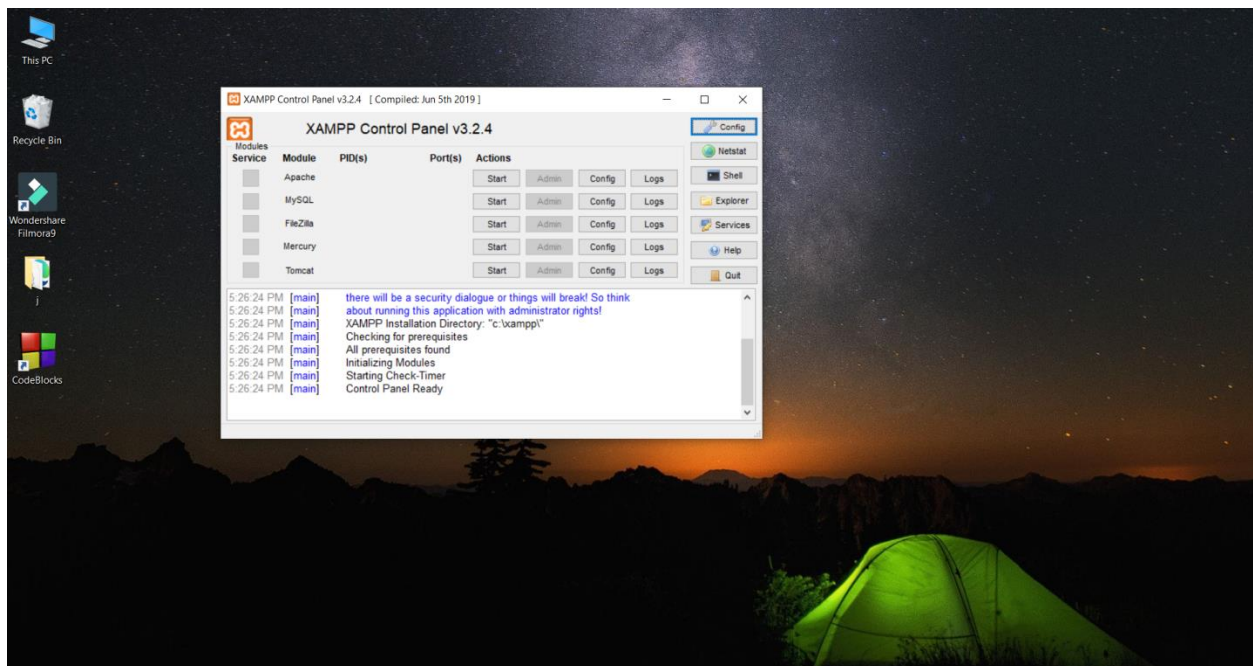 This PC
Recycle Bin
Wondershare
Filmora9
j
CodeBlocks
XAMPP Control Panel v3.2.4 [ Compiled: Jun 5th 2019 ]
XAMPP Control Panel v3.2.4
Modules
Service Module PID(s) Port(s) Actions
Apache Start Admin Config Logs
MySQL Start Admin Config Logs
FileZilla Start Admin Config Logs
Mercury Start Admin Config Logs
Tomcat Start Admin Config Logs
Config
Netstat
Shell
Explorer
Services
Help
Quit
5:26:24 PM [main] there will be a security dialogue or things will break! So think
5:26:24 PM [main] about running this application with administrator rights!
5:26:24 PM [main] XAMPP Installation Directory: "c:\xampp\"
5:26:24 PM [main] Checking for prerequisites
5:26:24 PM [main] All prerequisites found
5:26:24 PM [main] Initializing Modules
5:26:24 PM [main] Starting Check-Timer
5:26:24 PM [main] Control Panel Ready